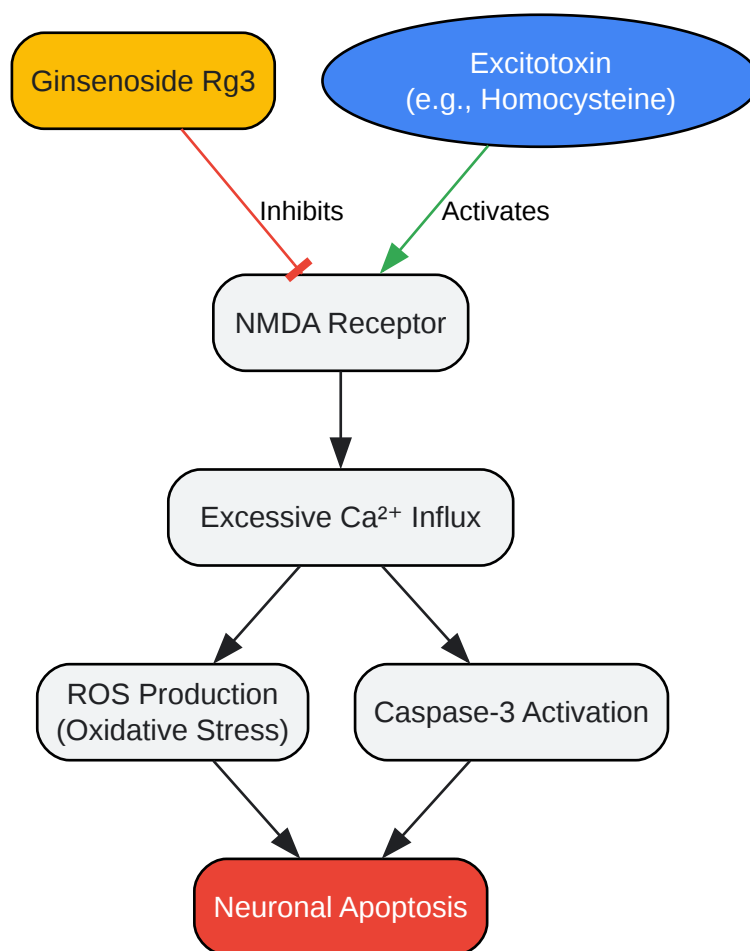 Ginsenoside Rg3
Excitotoxin
(e.g., Homocysteine)
Inhibits
Activates
NMDA Receptor
Excessive Ca²⁺ Influx
ROS Production
(Oxidative Stress)
Caspase-3 Activation
Neuronal Apoptosis